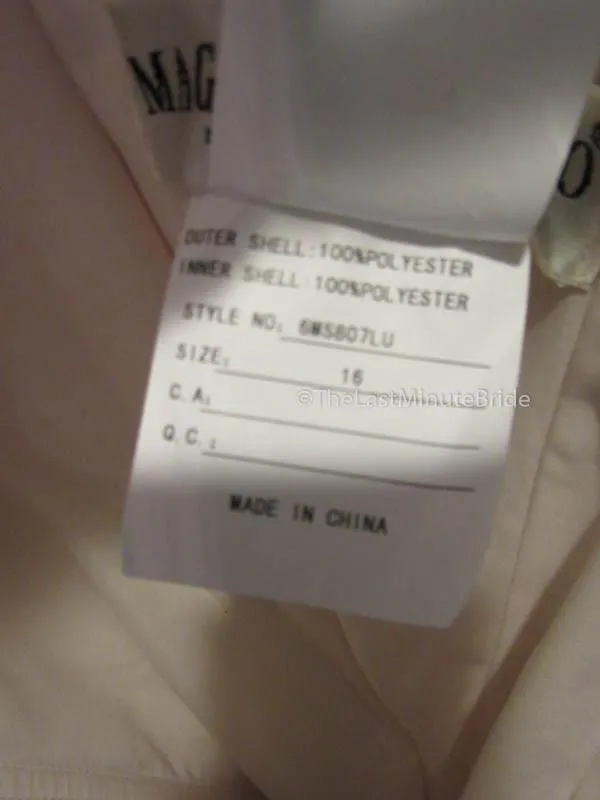 MAG
OUTER SHELL:100%POLYESTER
INNER SHELL:100%POLYESTER
STYLE NO: 6MS807LU
SIZE: 16
©TheLastMinuteBride
C.A:
Q.C.:
MADE IN CHINA